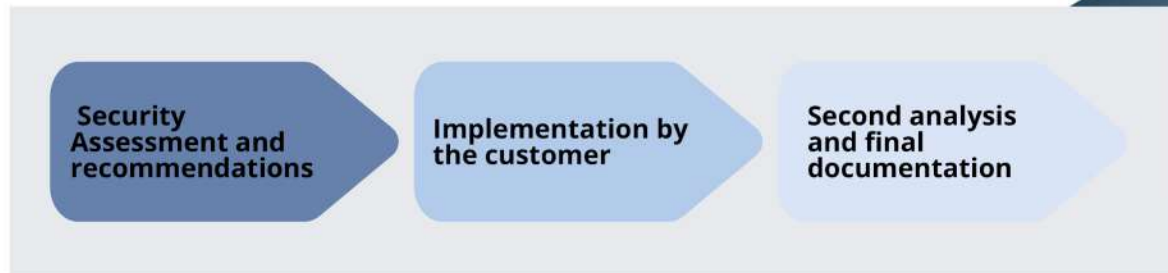 Security
Assessment and
recommendations
Implementation by
the customer
Second analysis
and final
documentation